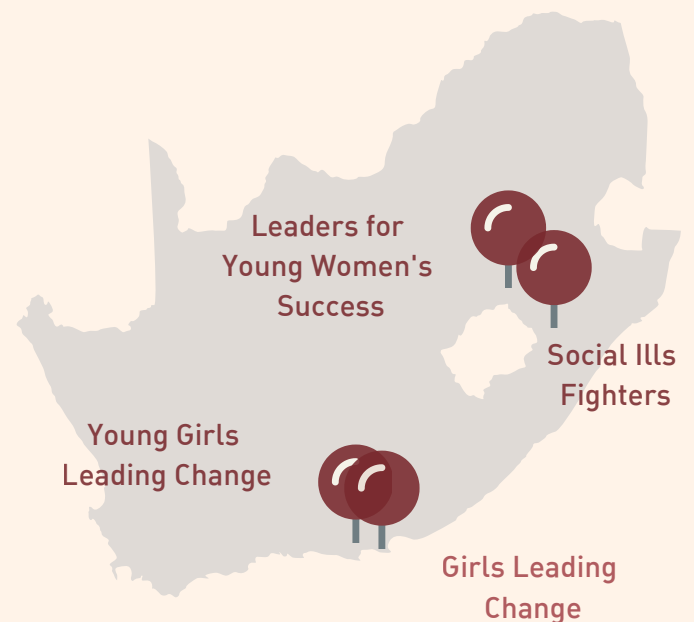 Leaders for
Young Women's
Success
Social Ills
Fighters
Young Girls
Leading Change
Girls Leading
Change